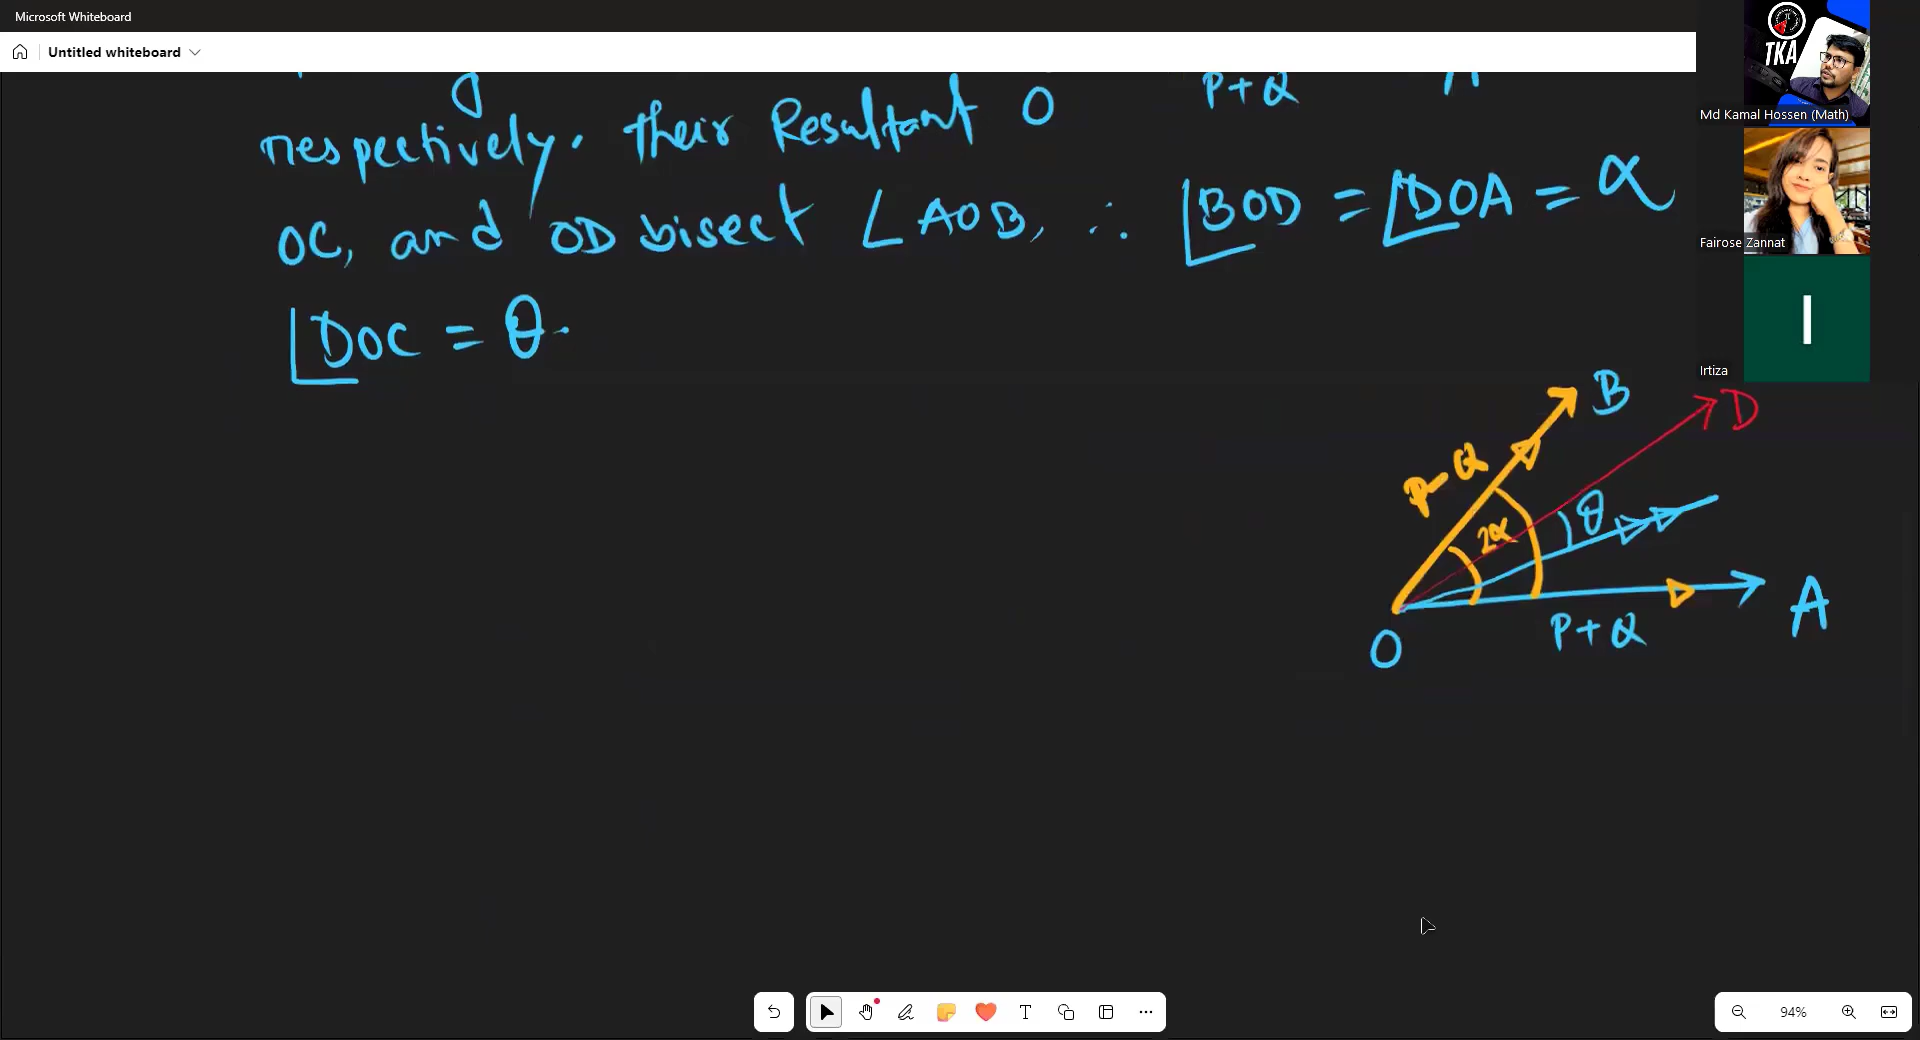 Microsoft Whiteboard
Untitled whiteboard
TKA
Md Kamal Hossen (Math)
Fairose Zannat
I
Irtiza
P+Q A
respectively. their Resultant O
OC, and OD bisect ∠AOB, ∴ ∠BOD = ∠DOA = α
∠DOC = θ.
B
D
P-Q
θ
2α
A
P+Q
O
T
94%